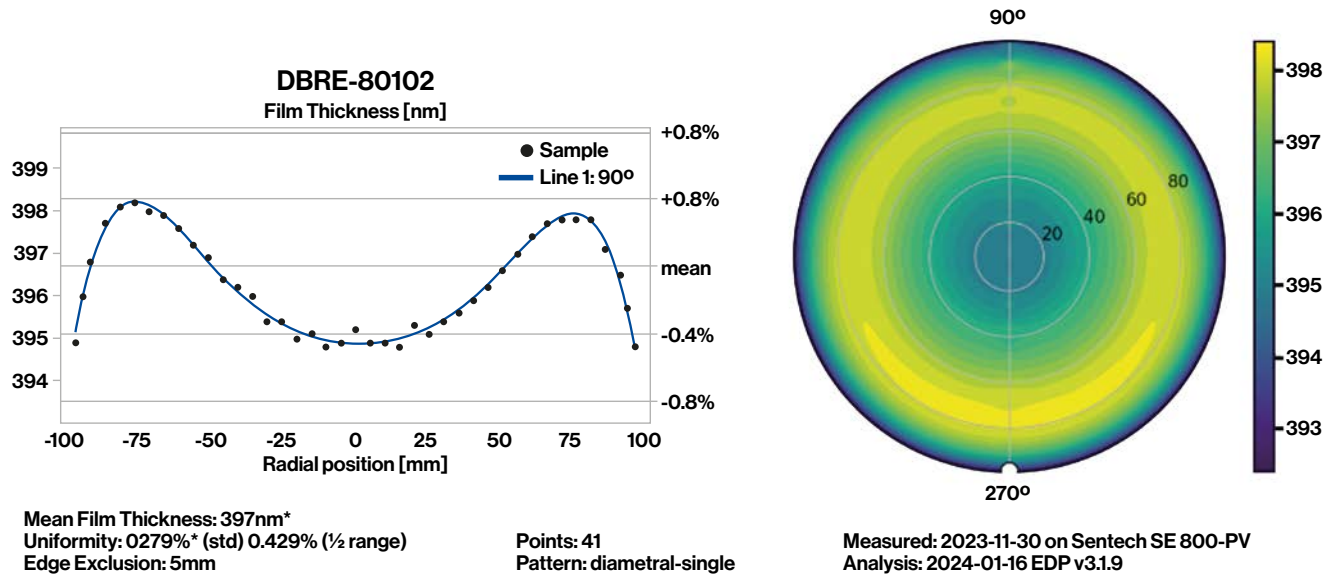 DBRE-80102
Film Thickness [nm]
Sample
Line 1: 90º
399
398
397
396
395
394
+0.8%
+0.8%
mean
-0.4%
-0.8%
-100
-75
-50
-25
0
25
50
75
100
Radial position [mm]
90º
20
40
60
80
270º
398
397
396
395
394
393
Mean Film Thickness: 397nm*
Uniformity: 0279%* (std) 0.429% (½ range)
Edge Exclusion: 5mm
Points: 41
Pattern: diametral-single
Measured: 2023-11-30 on Sentech SE 800-PV
Analysis: 2024-01-16 EDP v3.1.9